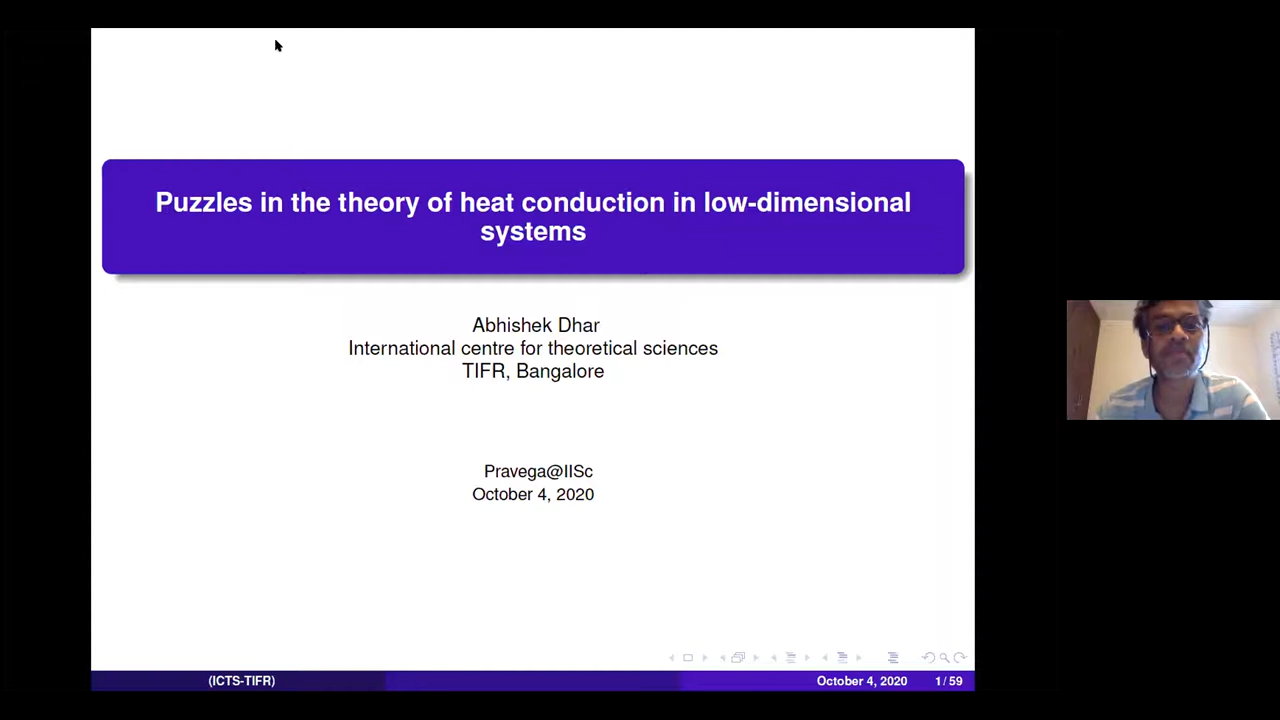 Puzzles in the theory of heat conduction in low-dimensional
systems
Abhishek Dhar
International centre for theoretical sciences
TIFR, Bangalore
Pravega@IISc
October 4, 2020
(ICTS-TIFR)
October 4, 2020
1 / 59